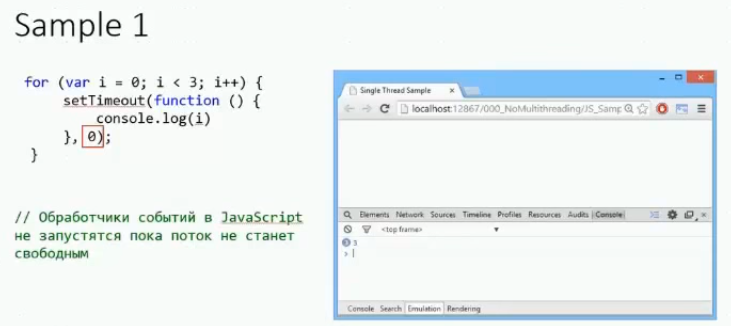 Sample 1
for (var i = 0; i < 3; i++) {
setTimeout(function () {
console.log(i)
}, 0);
}
// Обработчики событий в JavaScript
не запустятся пока поток не станет
свободным
Single Thread Sample
localhost:12867/000_NoMultithreading/JS_Samp
Elements Network Sources Timeline Profiles Resources Audits Console
<top frame>
3 3
>
Console Search Emulation Rendering